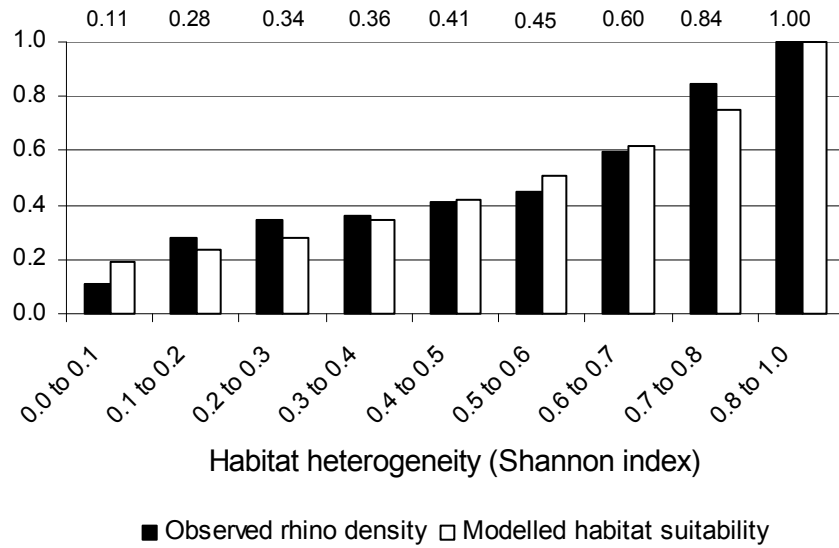 0.11 0.28 0.34 0.36 0.41 0.45 0.60 0.84 1.00
1.0
0.8
0.6
0.4
0.2
0.0
0.0 to 0.1
0.1 to 0.2
0.2 to 0.3
0.3 to 0.4
0.4 to 0.5
0.5 to 0.6
0.6 to 0.7
0.7 to 0.8
0.8 to 1.0
Habitat heterogeneity (Shannon index)
Observed rhino density Modelled habitat suitability